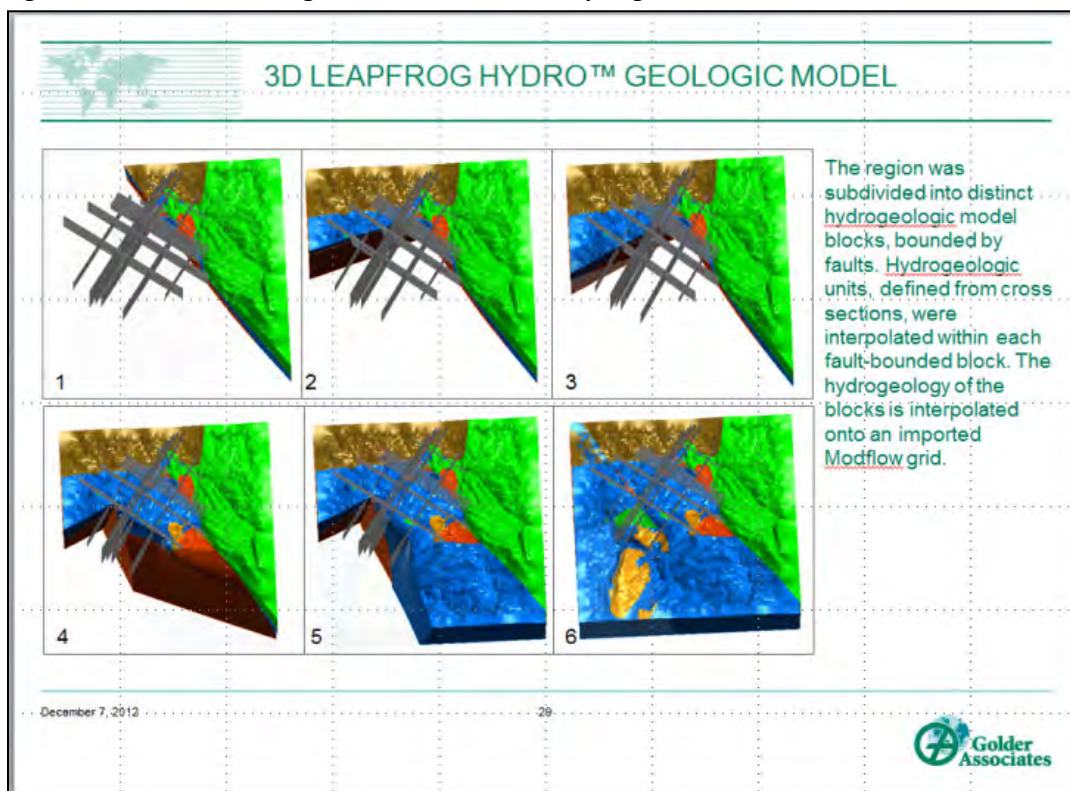 3D LEAPFROG HYDRO™ GEOLOGIC MODEL
1
2
3
4
5
6
The region was
subdivided into distinct
hydrogeologic model
blocks, bounded by
faults. Hydrogeologic
units, defined from cross
sections, were
interpolated within each
fault-bounded block. The
hydrogeology of the
blocks is interpolated
onto an imported
Modflow grid.
December 7, 2012
29
Golder
Associates